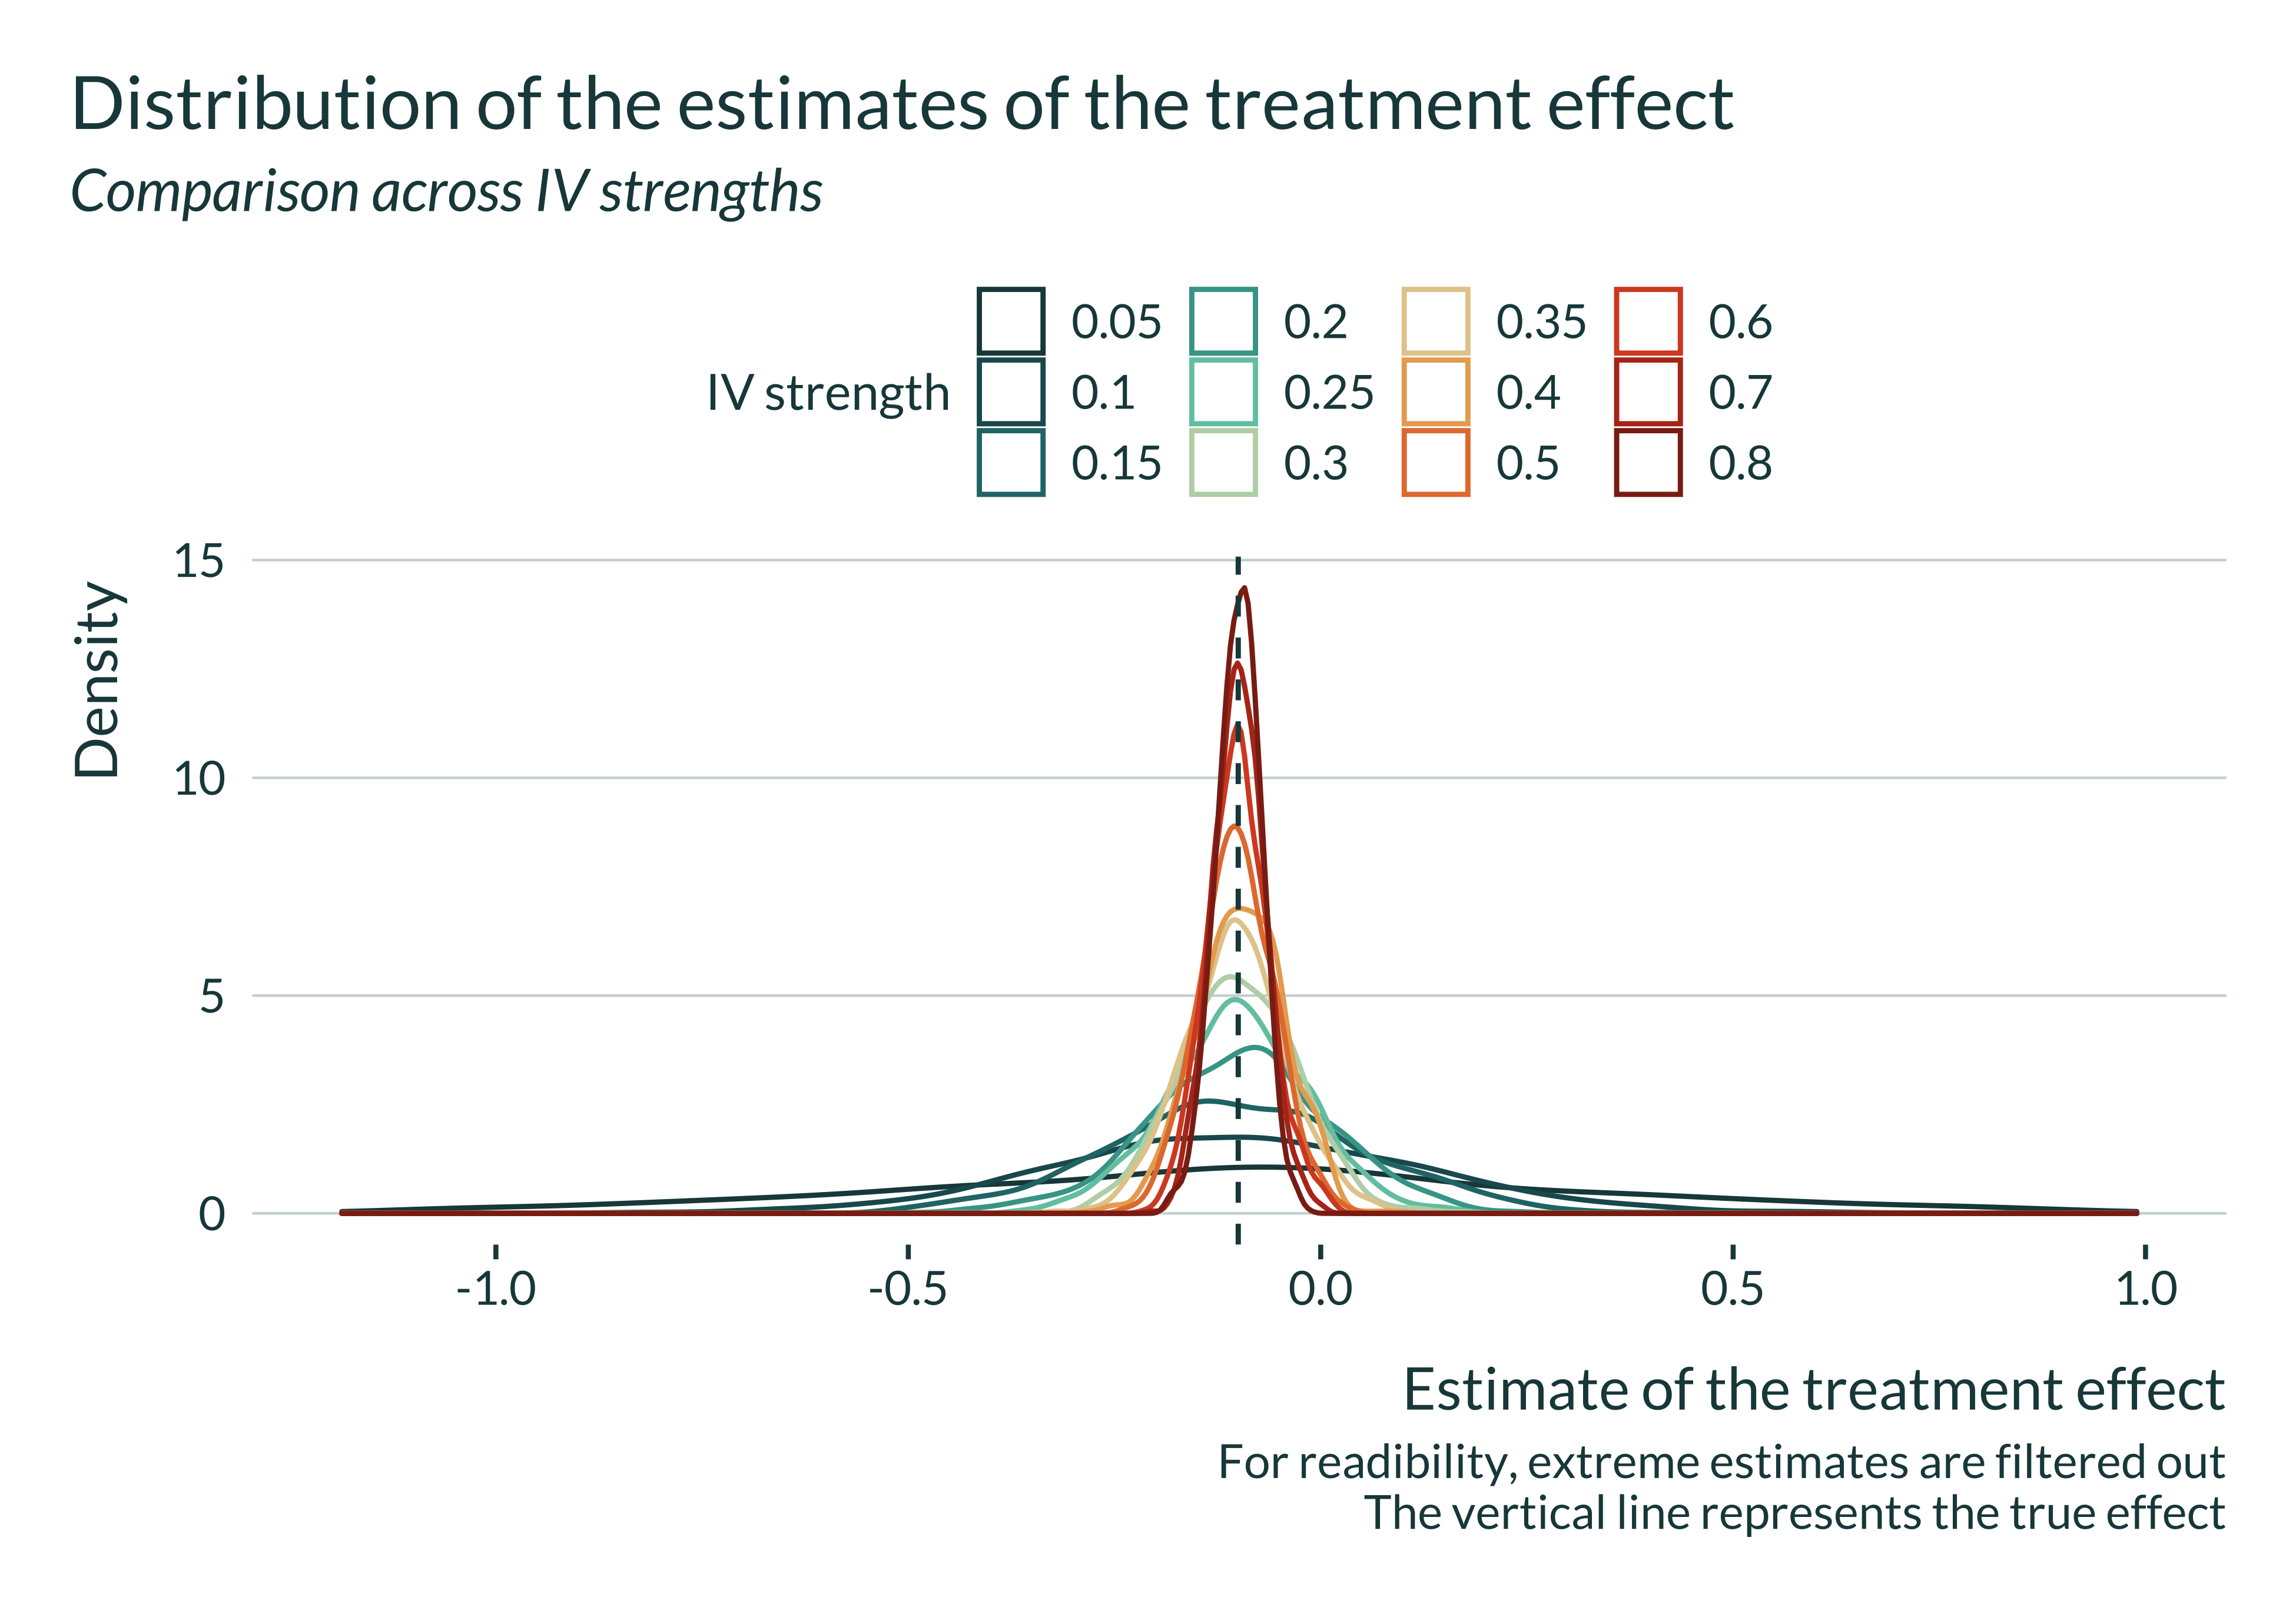 Distribution of the estimates of the treatment effect
Comparison across IV strengths
IV strength
0.05 0.2 0.35 0.6
0.1 0.25 0.4 0.7
0.15 0.3 0.5 0.8
Density
15
10
5
0
-1.0 -0.5 0.0 0.5 1.0
Estimate of the treatment effect
For readibility, extreme estimates are filtered out
The vertical line represents the true effect